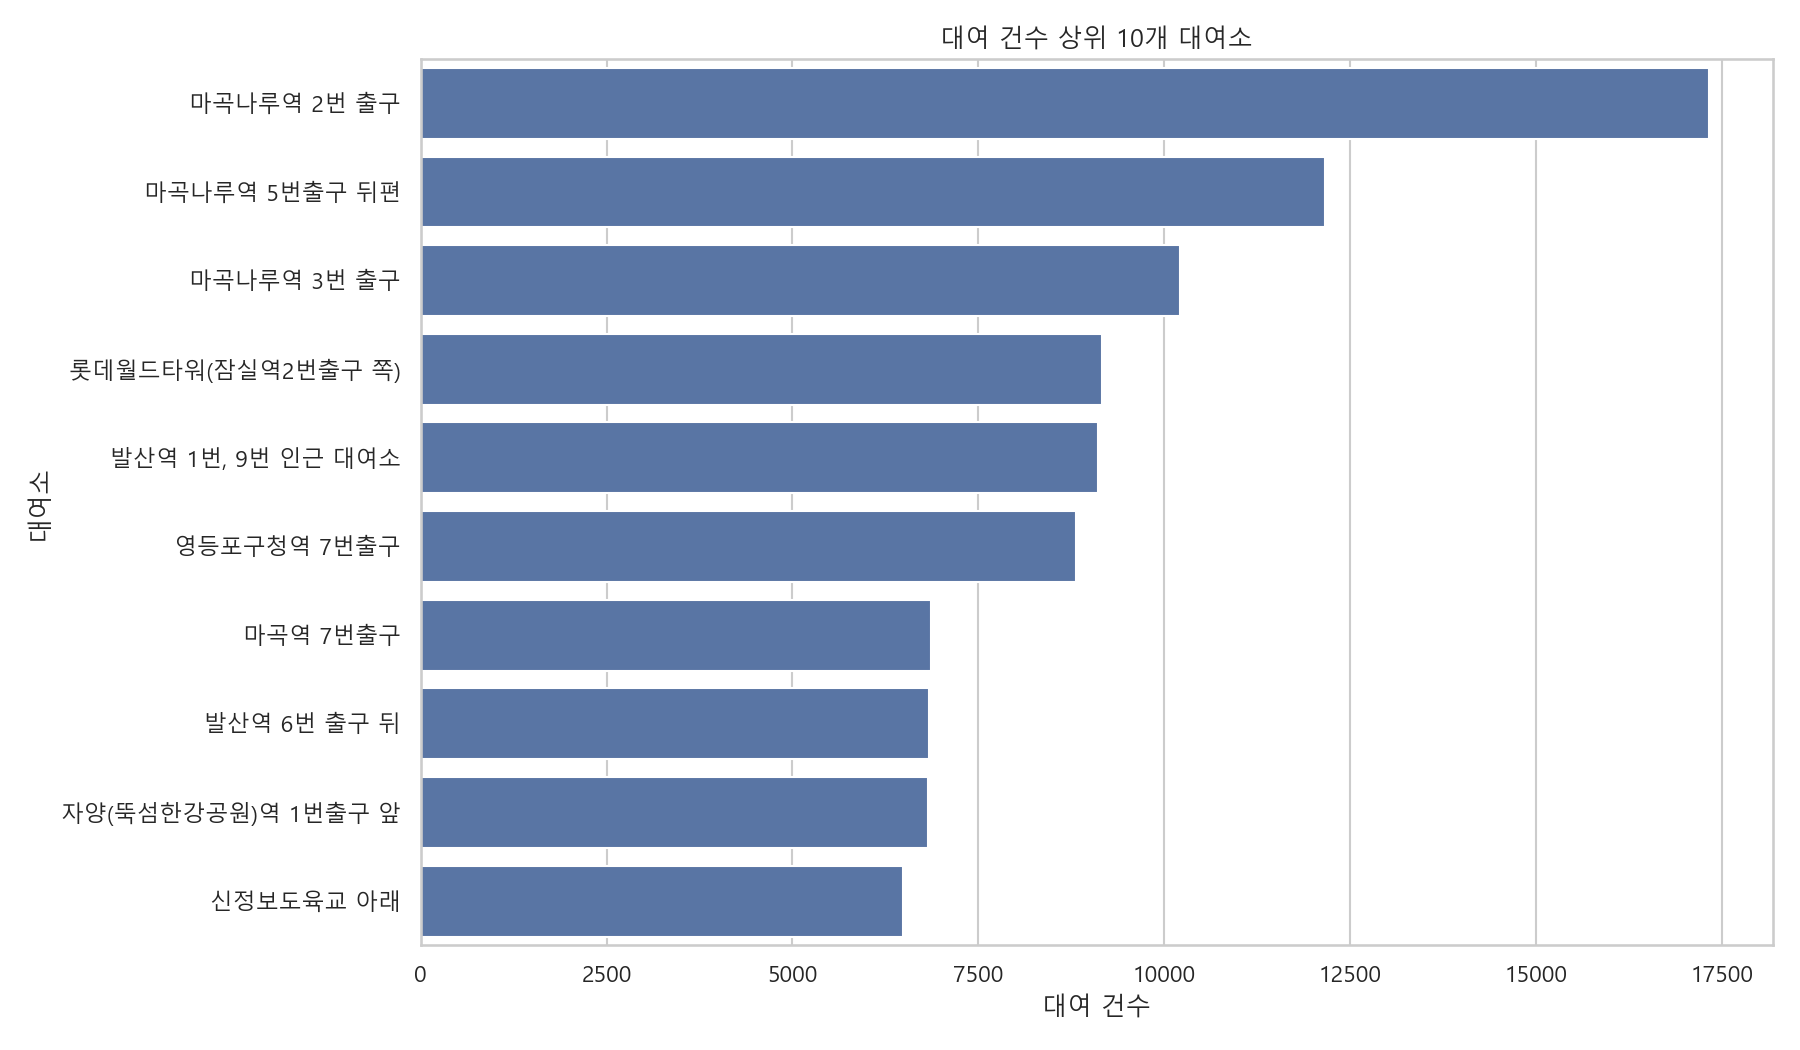 대여 건수 상위 10개 대여소
마곡나루역 2번 출구
마곡나루역 5번출구 뒤편
마곡나루역 3번 출구
롯데월드타워(잠실역2번출구 쪽)
발산역 1번, 9번 인근 대여소
영등포구청역 7번출구
마곡역 7번출구
발산역 6번 출구 뒤
자양(뚝섬한강공원)역 1번출구 앞
신정보도육교 아래
대여소
0 2500 5000 7500 10000 12500 15000 17500
대여 건수